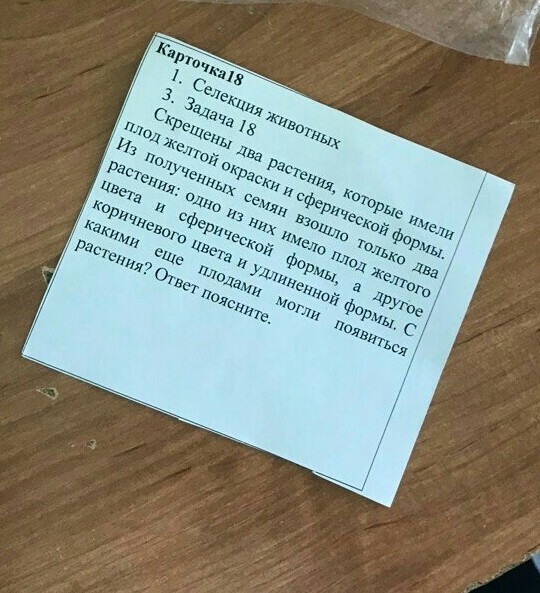 Карточка18
1. Селекция животных
3. Задача 18
Скрещены два растения, которые имели
плод желтой окраски и сферической формы.
Из полученных семян взошло только два
растения: одно из них имело плод желтого
цвета и сферической формы, а другое
коричневого цвета и удлиненной формы. С
какими еще плодами могли появиться
растения? Ответ поясните.